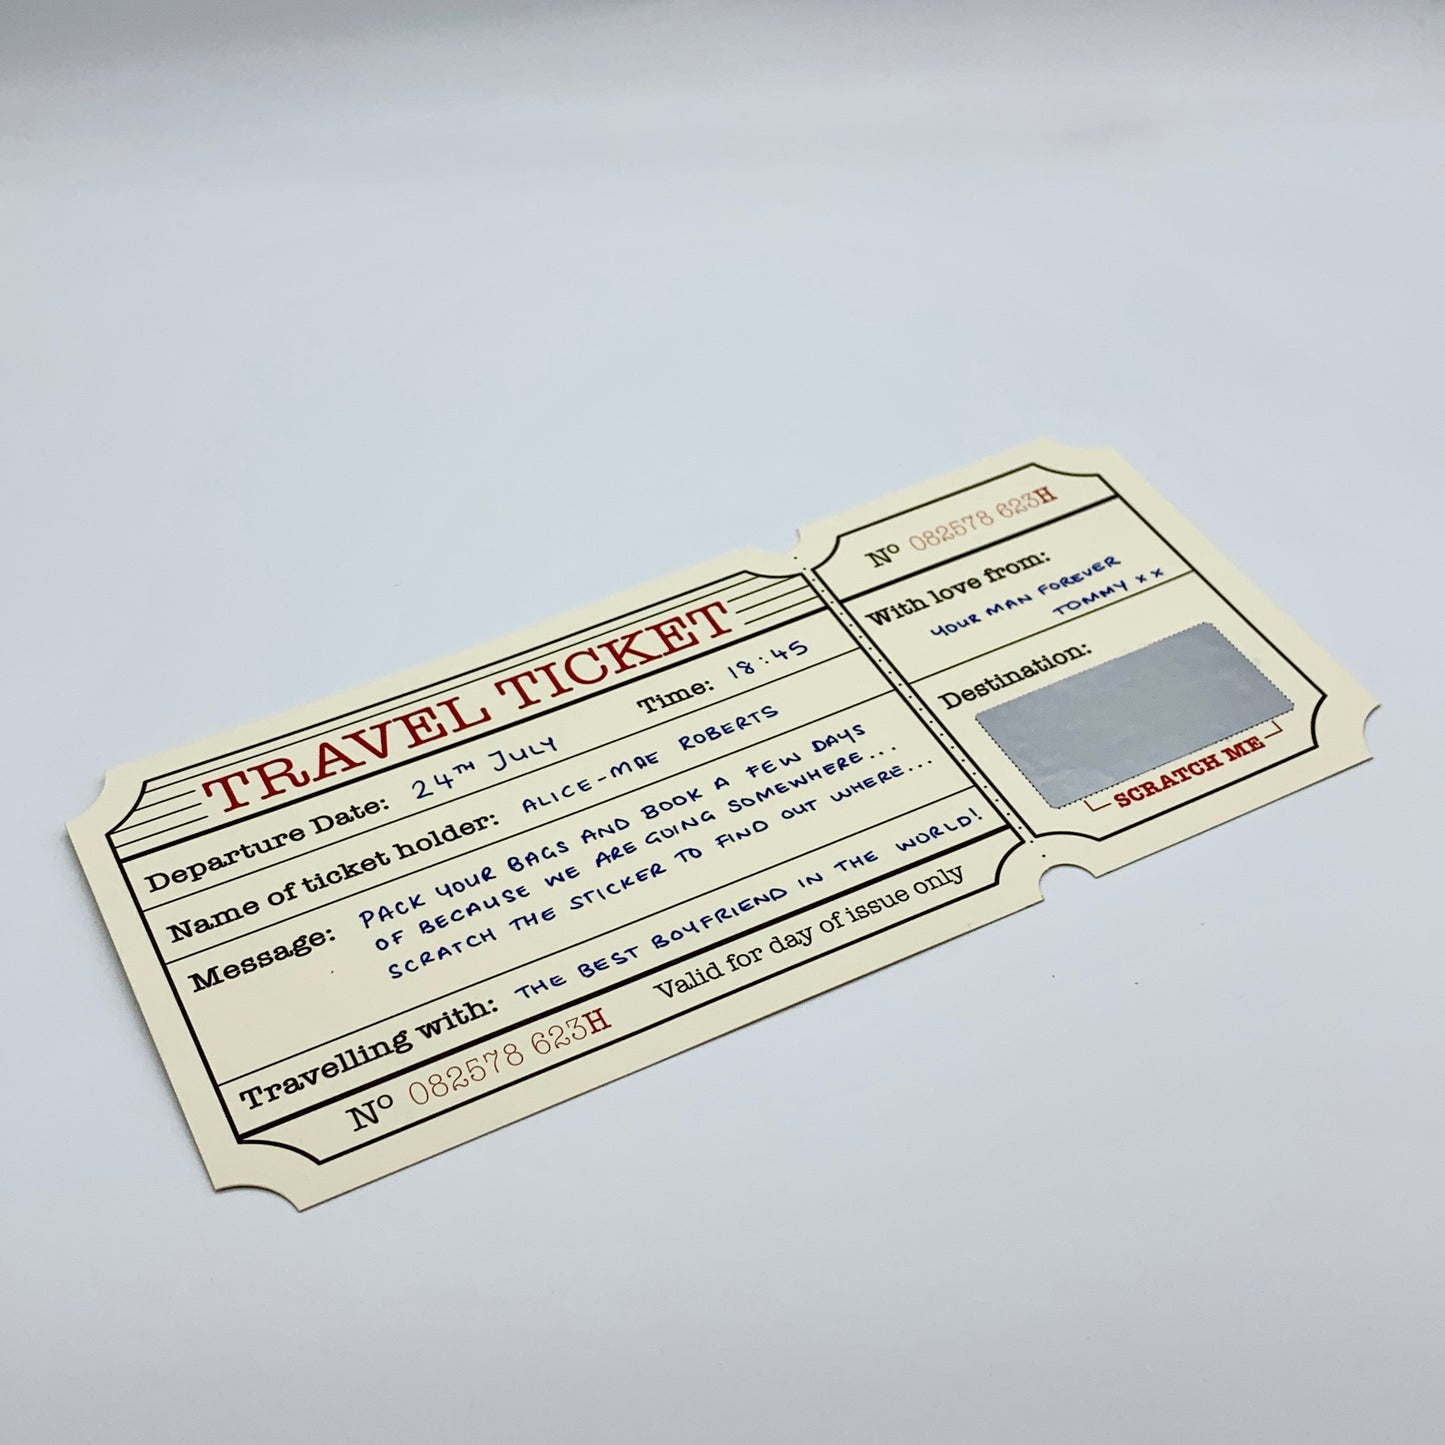 TRAVEL TICKET
Departure Date: 24TH JULY Time: 18:45
Name of ticket holder: ALICE-MAE ROBERTS
Message: PACK YOUR BAGS AND BOOK A FEW DAYS
OF BECAUSE WE ARE GOING SOMEWHERE...
SCRATCH THE STICKER TO FIND OUT WHERE...
Travelling with: THE BEST BOYFRIEND IN THE WORLD!
Nº 082578 623H Valid for day of issue only
Nº 082578 623H
With love from:
YOUR MAN FOREVER
TOMMY x x
Destination:
SCRATCH ME